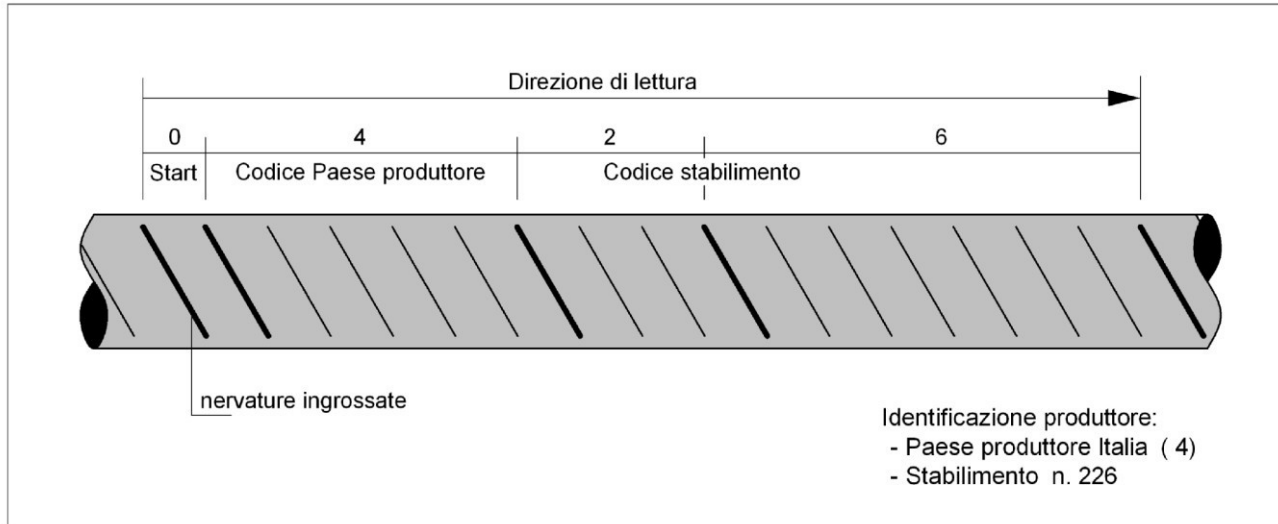 Direzione di lettura
0 4 2 6
Start Codice Paese produttore Codice stabilimento
nervature ingrossate
Identificazione produttore:
- Paese produttore Italia ( 4)
- Stabilimento n. 226